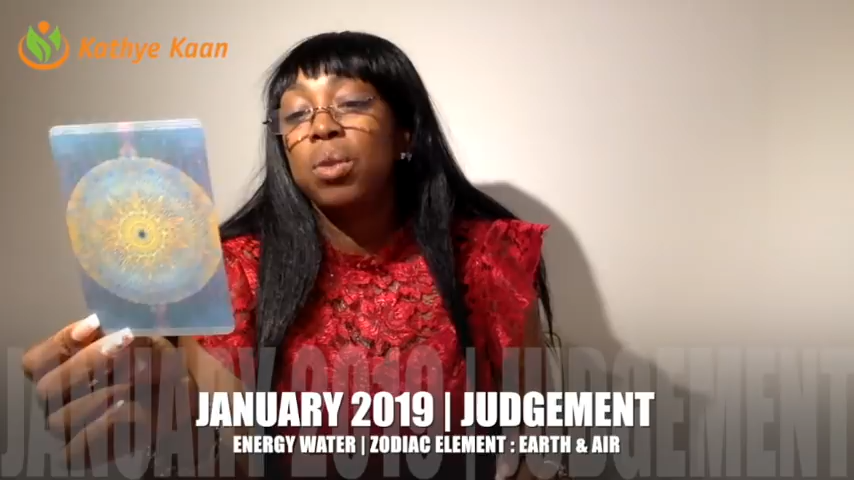 Kathye Kaan
JANUARY 2019 | JUDGEMENT
JANUARY 2019 | JUDGEMENT
ENERGY WATER | ZODIAC ELEMENT : EARTH & AIR